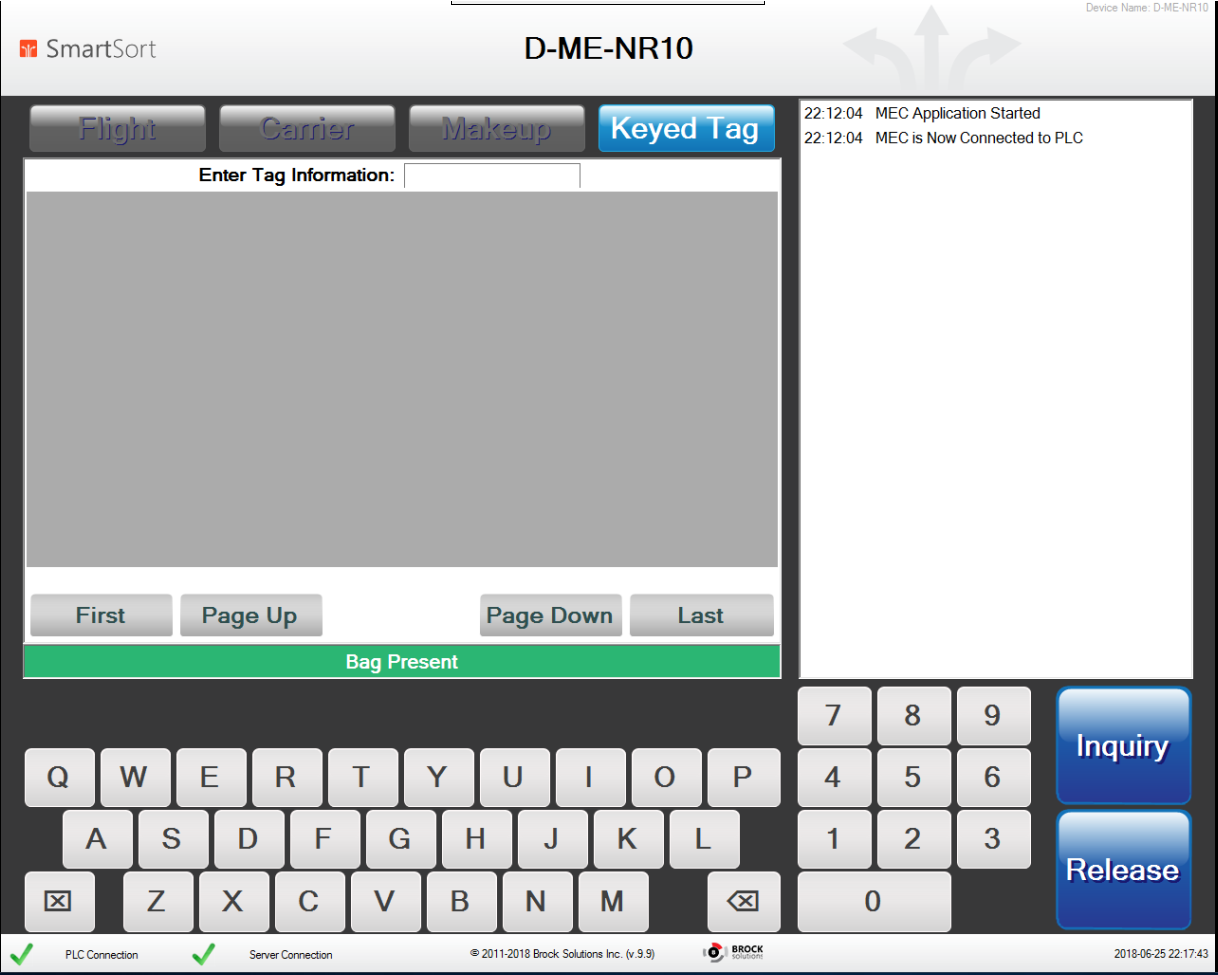 Device Name: D-ME-NR10
SmartSort
D-ME-NR10
Flight Carrier Makeup Keyed Tag
Enter Tag Information:
22:12:04 MEC Application Started
22:12:04 MEC is Now Connected to PLC
First Page Up Page Down Last
Bag Present
7 8 9
Inquiry
Q W E R T Y U I O P 4 5 6
A S D F G H J K L 1 2 3
Release
Z X C V B N M 0
PLC Connection Server Connection © 2011-2018 Brock Solutions Inc. (v.9.9) BROCK solutions 2018-06-25 22:17:43